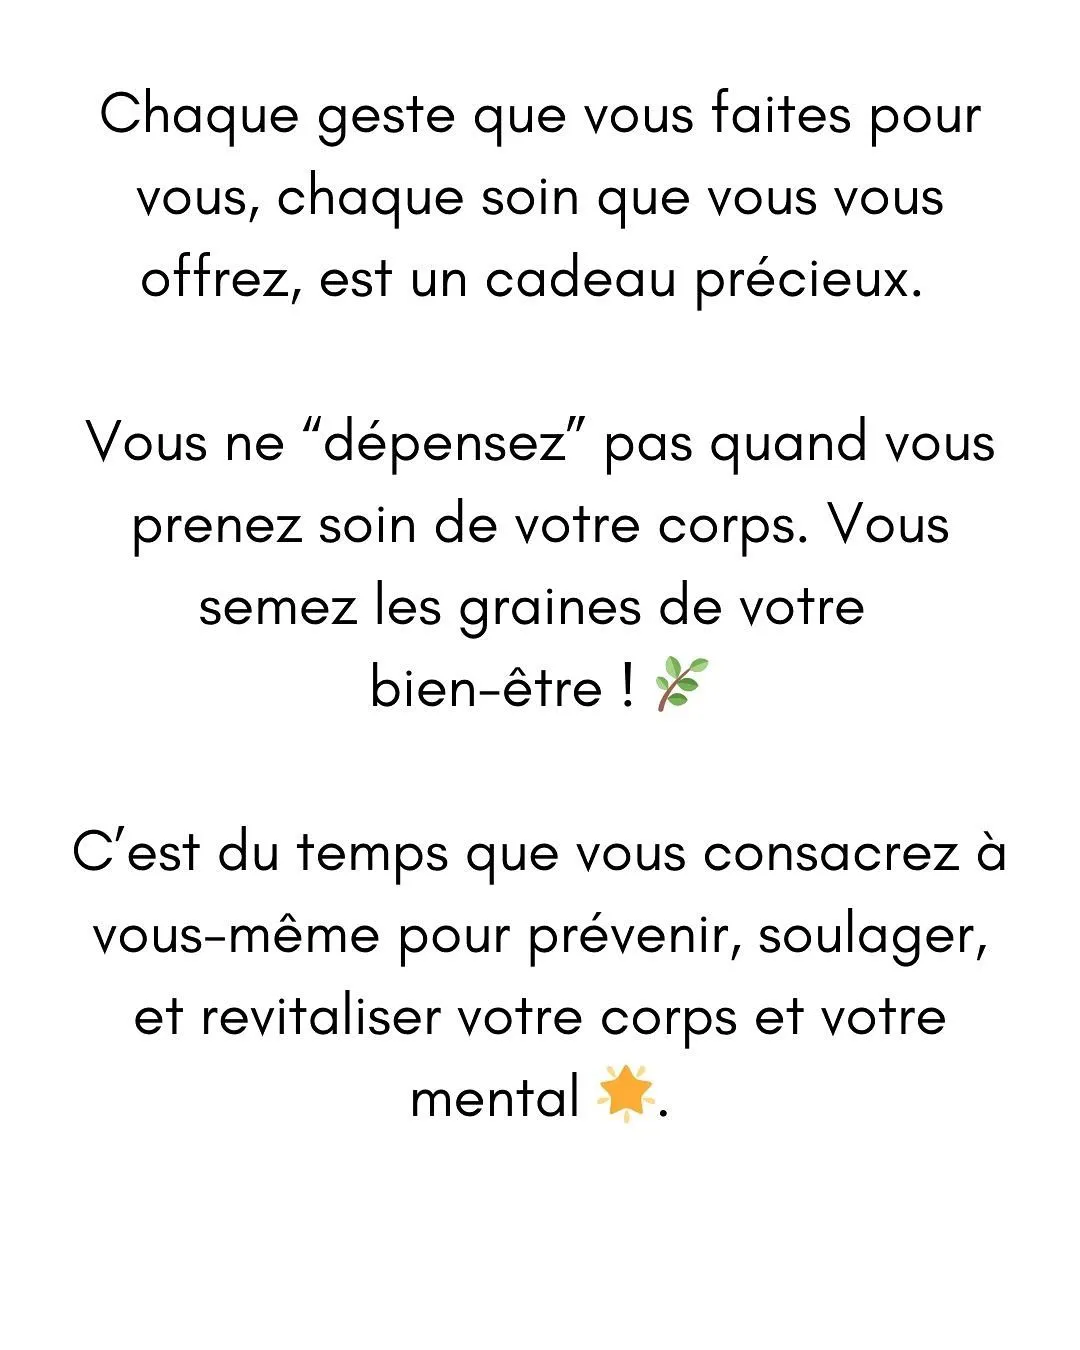 Chaque geste que vous faites pour
vous, chaque soin que vous vous
offrez, est un cadeau précieux.
Vous ne “dépensez” pas quand vous
prenez soin de votre corps. Vous
semez les graines de votre
bien-être ! 🌿
C’est du temps que vous consacrez à
vous-même pour prévenir, soulager,
et revitaliser votre corps et votre
mental 🌟.